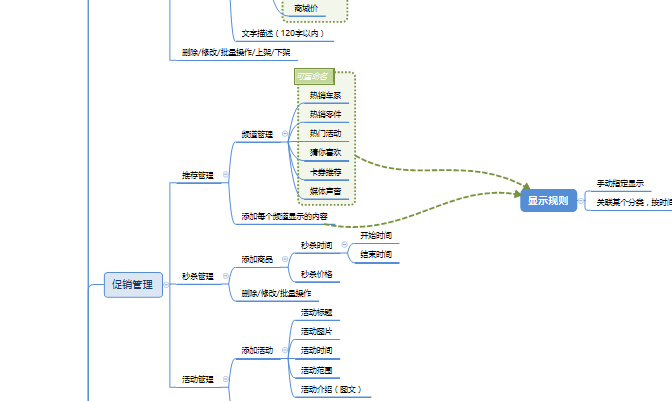 商城价
文字描述（120字以内）
删除/修改/批量操作/上架/下架
可重命名
热销车系
热销零件
频道管理
热门活动
猜你喜欢
卡券推荐
媒体声音
推荐管理
添加每个频道显示的内容
显示规则
手动指定显示
关联某个分类，按时间
促销管理
秒杀管理
添加商品
秒杀时间
开始时间
结束时间
秒杀价格
删除/修改/批量操作
活动管理
添加活动
活动标题
活动图片
活动时间
活动范围
活动介绍（图文）